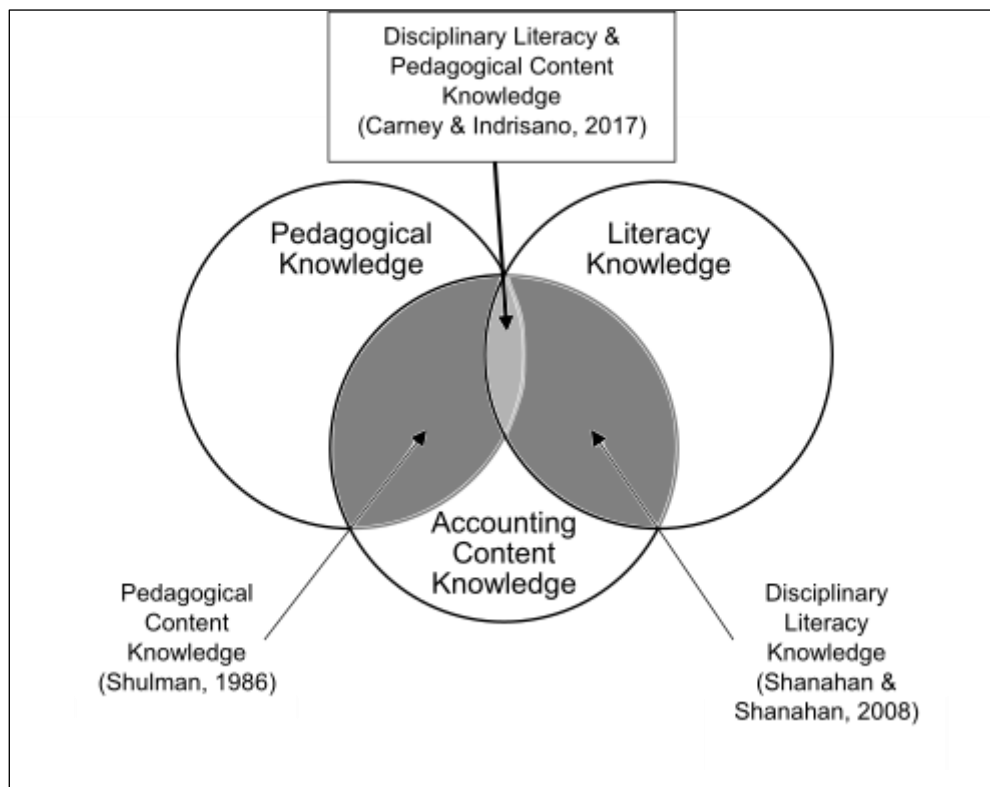 Disciplinary Literacy &
Pedagogical Content
Knowledge
(Carney & Indrisano, 2017)
Pedagogical
Knowledge
Literacy
Knowledge
Accounting
Content
Knowledge
Pedagogical
Content
Knowledge
(Shulman, 1986)
Disciplinary
Literacy
Knowledge
(Shanahan &
Shanahan, 2008)